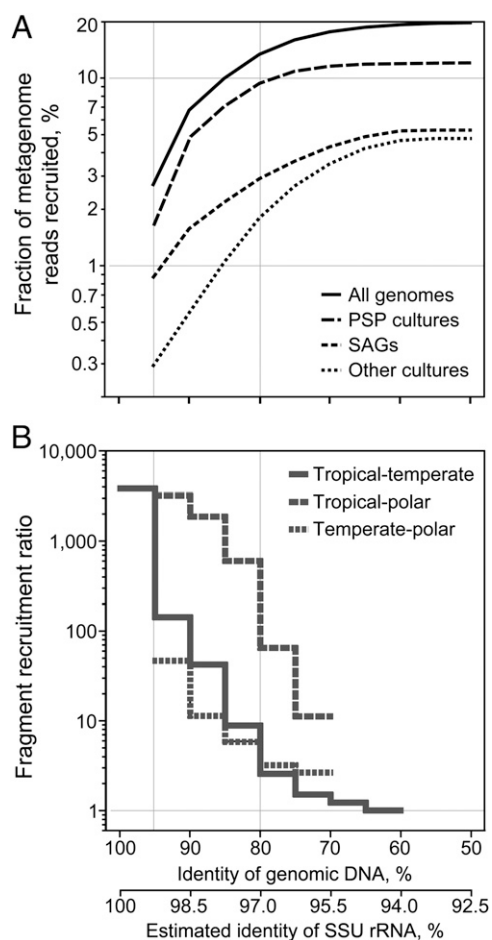 A
Fraction of metagenome
reads recruited, %
20
10
7
5
3
2
1
0.7
0.5
0.3
All genomes
PSP cultures
SAGs
Other cultures
B
Fragment recruitment ratio
10,000
1,000
100
10
1
Tropical-temperate
Tropical-polar
Temperate-polar
100 90 80 70 60 50
Identity of genomic DNA, %
100 98.5 97.0 95.5 94.0 92.5
Estimated identity of SSU rRNA, %